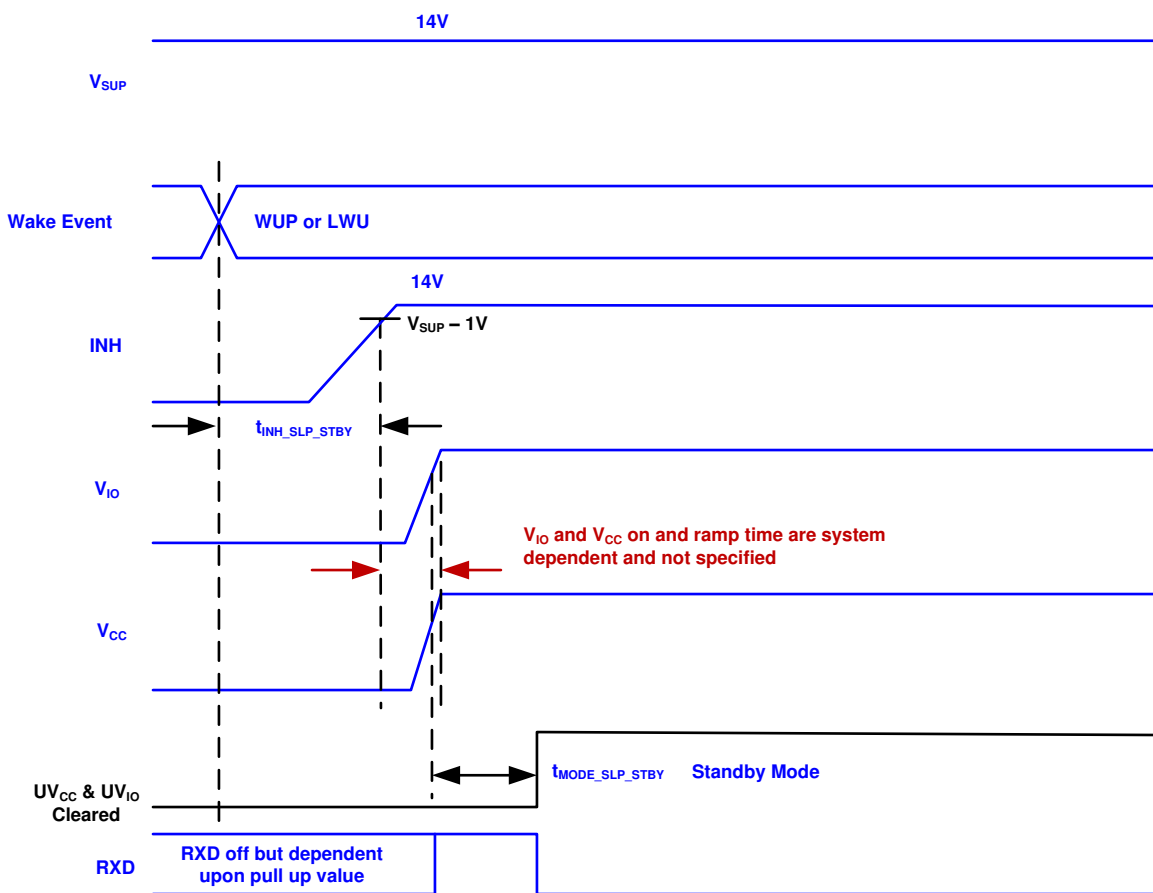 14V
VSUP
Wake Event
WUP or LWU
14V
VSUP – 1V
INH
tINH_SLP_STBY
VIO
VIO and VCC on and ramp time are system
dependent and not specified
VCC
tMODE_SLP_STBY
Standby Mode
UVCC & UVIO
Cleared
RXD off but dependent
upon pull up value
RXD